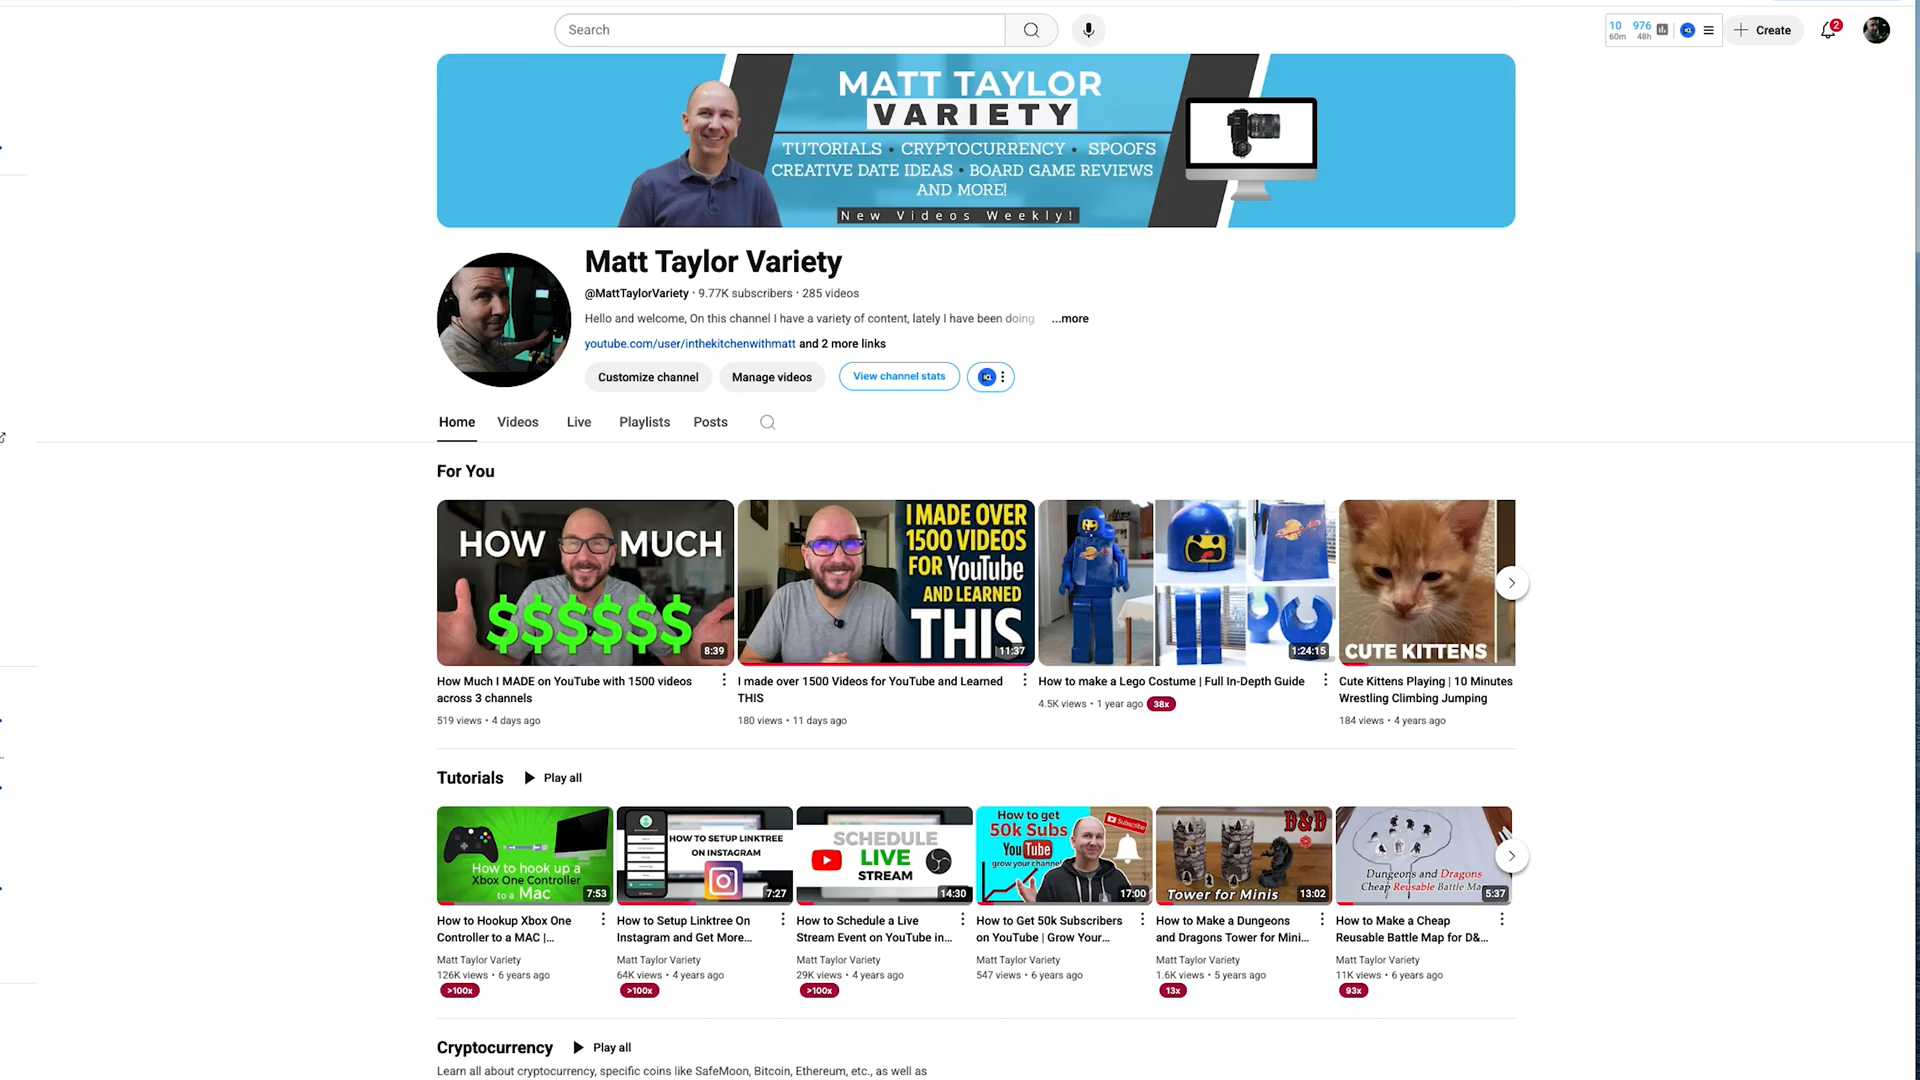 Search
10
60m
976
48h
Create
2
MATT TAYLOR
VARIETY
TUTORIALS • CRYPTOCURRENCY • SPOOFS
CREATIVE DATE IDEAS • BOARD GAME REVIEWS
AND MORE!
New Videos Weekly!
Matt Taylor Variety
@MattTaylorVariety · 9.77K subscribers · 285 videos
Hello and welcome, On this channel I have a variety of content, lately I have been doing ...more
youtube.com/user/inthekitchenwithmatt and 2 more links
Customize channel
Manage videos
View channel stats
Home
Videos
Live
Playlists
Posts
For You
HOW MUCH
$$$$$$
8:39
How Much I MADE on YouTube with 1500 videos
across 3 channels
519 views • 4 days ago
I MADE OVER
1500 VIDEOS
FOR YouTube
AND LEARNED
THIS
11:37
I made over 1500 Videos for YouTube and Learned
THIS
180 views • 11 days ago
1:24:15
How to make a Lego Costume | Full In-Depth Guide
4.5K views • 1 year ago
38x
CUTE KITTENS
Cute Kittens Playing | 10 Minutes
Wrestling Climbing Jumping
184 views • 4 years ago
Tutorials
Play all
How to hook up a
Xbox One Controller
to a Mac
7:53
How to Hookup Xbox One
Controller to a MAC |...
Matt Taylor Variety
126K views • 6 years ago
>100x
HOW TO SETUP LINKTREE
ON INSTAGRAM
7:27
How to Setup Linktree On
Instagram and Get More...
Matt Taylor Variety
64K views • 4 years ago
>100x
SCHEDULE
LIVE
STREAM
14:30
How to Schedule a Live
Stream Event on YouTube in...
Matt Taylor Variety
29K views • 4 years ago
>100x
How to get
50k Subs
YouTube
grow your channel
Subscribe
17:00
How to Get 50k Subscribers
on YouTube | Grow Your...
Matt Taylor Variety
547 views • 6 years ago
D&D
Tower for Minis
13:02
How to Make a Dungeons
and Dragons Tower for Mini...
Matt Taylor Variety
1.6K views • 5 years ago
13x
Dungeons and Dragons
Cheap Reusable Battle Ma
5:37
How to Make a Cheap
Reusable Battle Map for D&...
Matt Taylor Variety
11K views • 6 years ago
93x
Cryptocurrency
Play all
Learn all about cryptocurrency, specific coins like SafeMoon, Bitcoin, Ethereum, etc., as well as